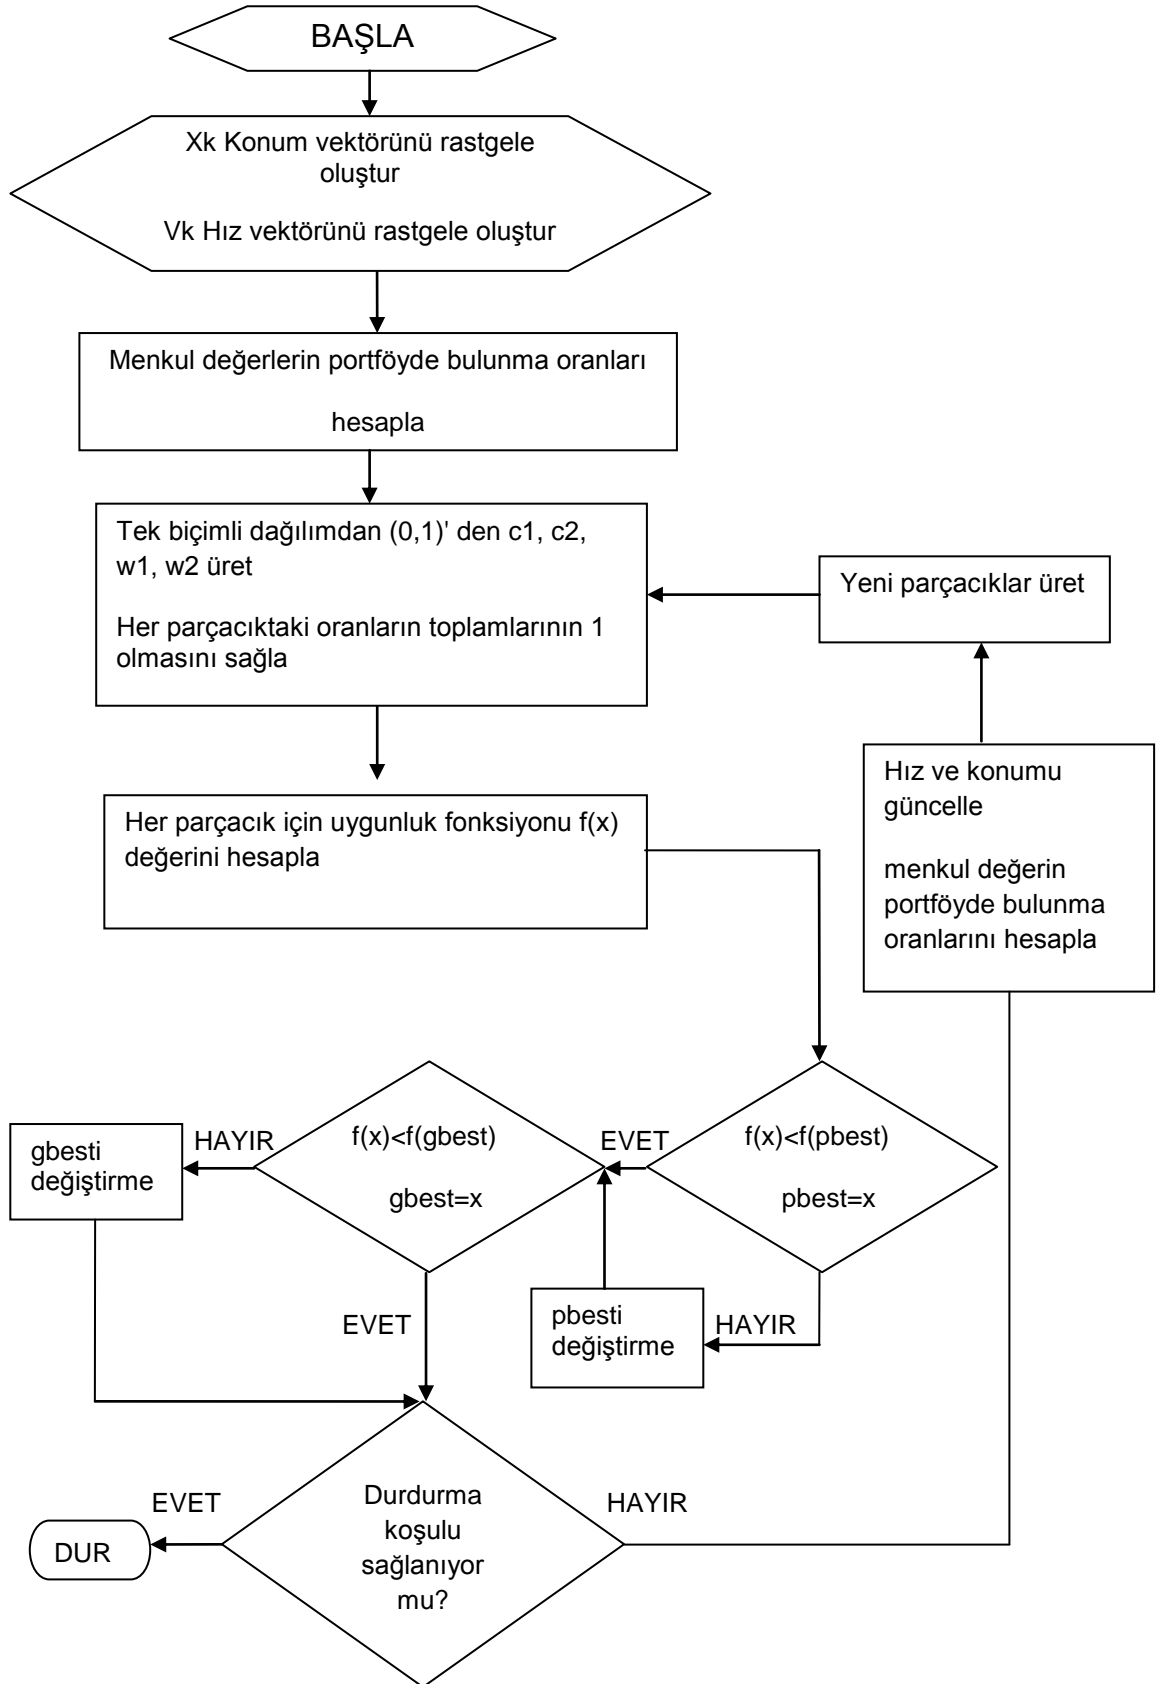 BAŞLA
Xk Konum vektörünü rastgele
oluştur
Vk Hız vektörünü rastgele oluştur
Menkul değerlerin portföyde bulunma oranları
hesapla
Tek biçimli dağılımdan (0,1)' den c1, c2,
w1, w2 üret
Her parçacıktaki oranların toplamlarının 1
olmasını sağla
Yeni parçacıklar üret
Hız ve konumu
güncelle
menkul değerin
portföyde bulunma
oranlarını hesapla
Her parçacık için uygunluk fonksiyonu f(x)
değerini hesapla
f(x)<f(pbest)
pbest=x
EVET
HAYIR
pbesti
değiştirme
f(x)<f(gbest)
gbest=x
HAYIR
gbesti
değiştirme
EVET
Durdurma
koşulu
sağlanıyor
mu?
EVET
DUR
HAYIR